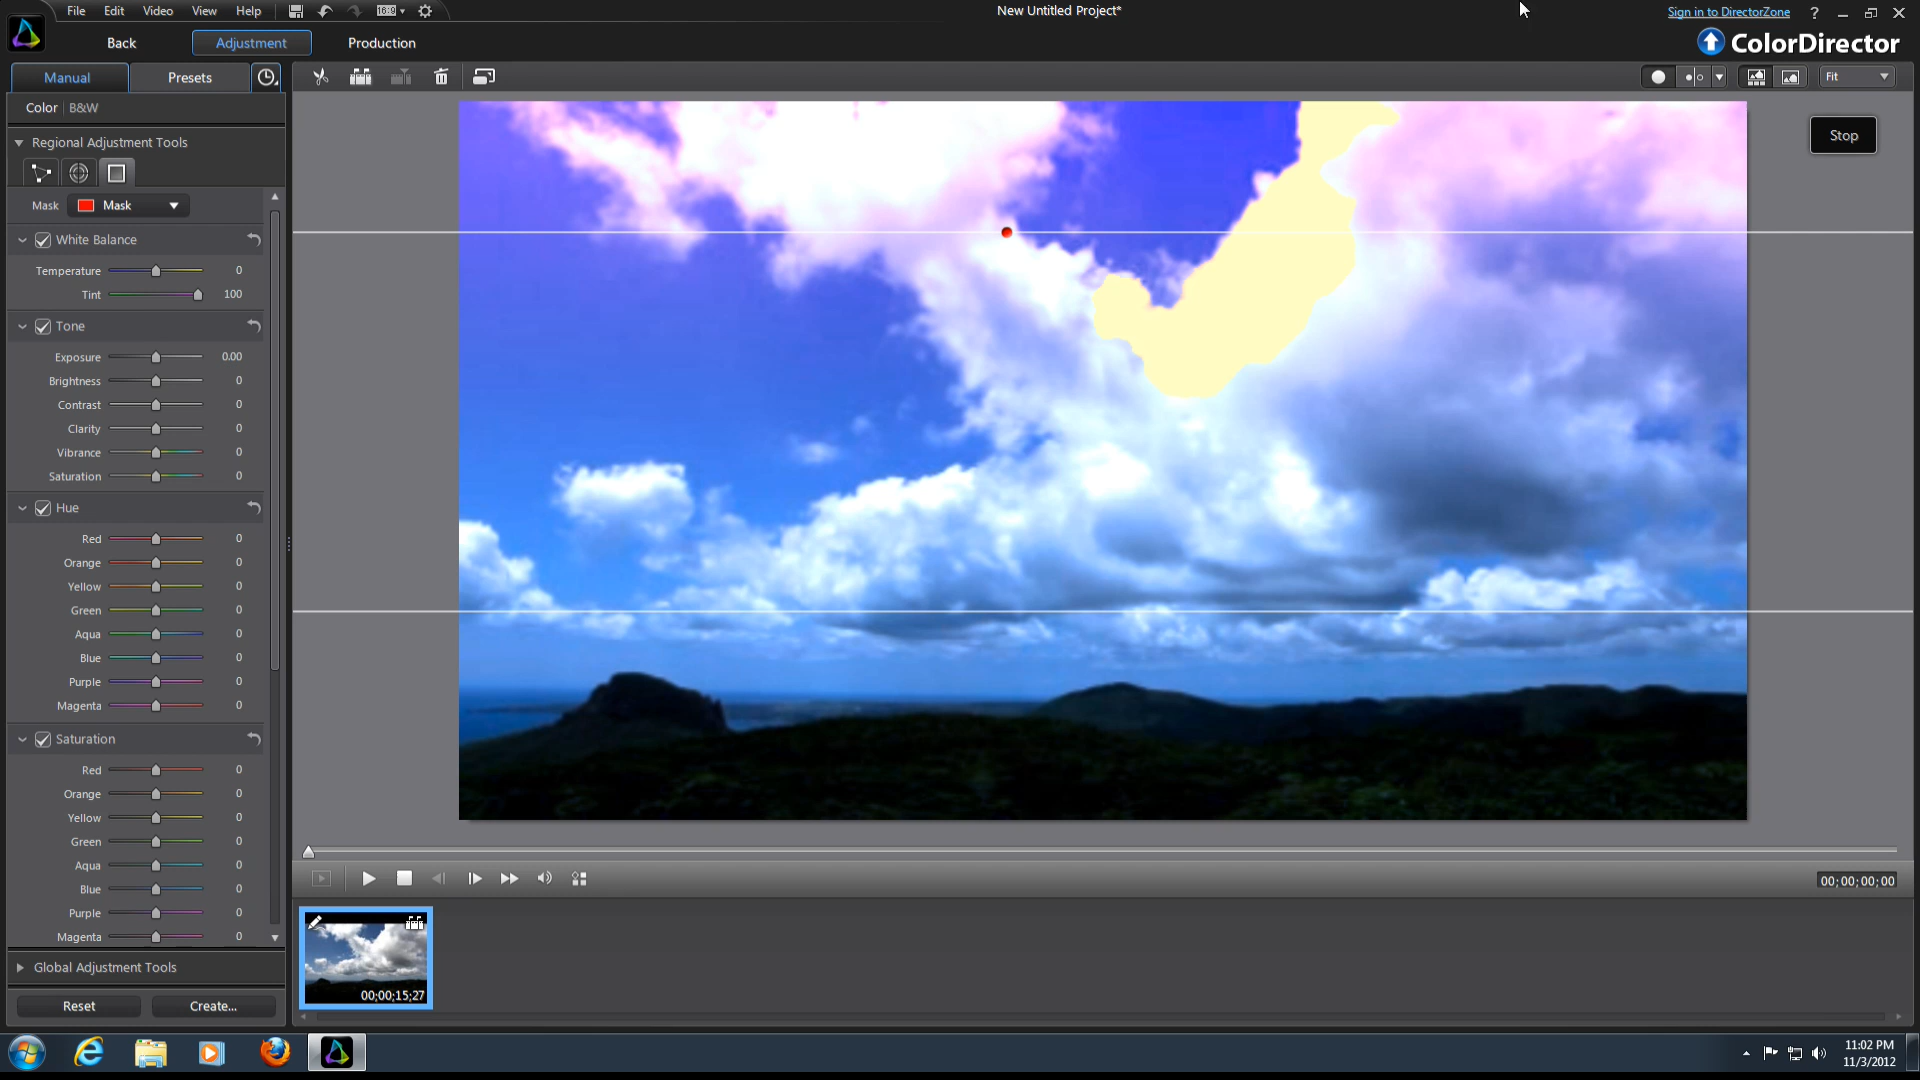 File Edit Video View Help 16:9 New Untitled Project* Sign in to DirectorZone ?
Back Adjustment Production ColorDirector
Manual Presets Fit
Color B&W
Stop
Regional Adjustment Tools
Mask Mask
White Balance
Temperature 0
Tint 100
Tone
Exposure 0.00
Brightness 0
Contrast 0
Clarity 0
Vibrance 0
Saturation 0
Hue
Red 0
Orange 0
Yellow 0
Green 0
Aqua 0
Blue 0
Purple 0
Magenta 0
Saturation
Red 0
Orange 0
Yellow 0
Green 0
Aqua 0
Blue 0
Purple 0
Magenta 0
00;00;00;00
Global Adjustment Tools
00;00;15;27
Reset Create...
11:02 PM
11/3/2012